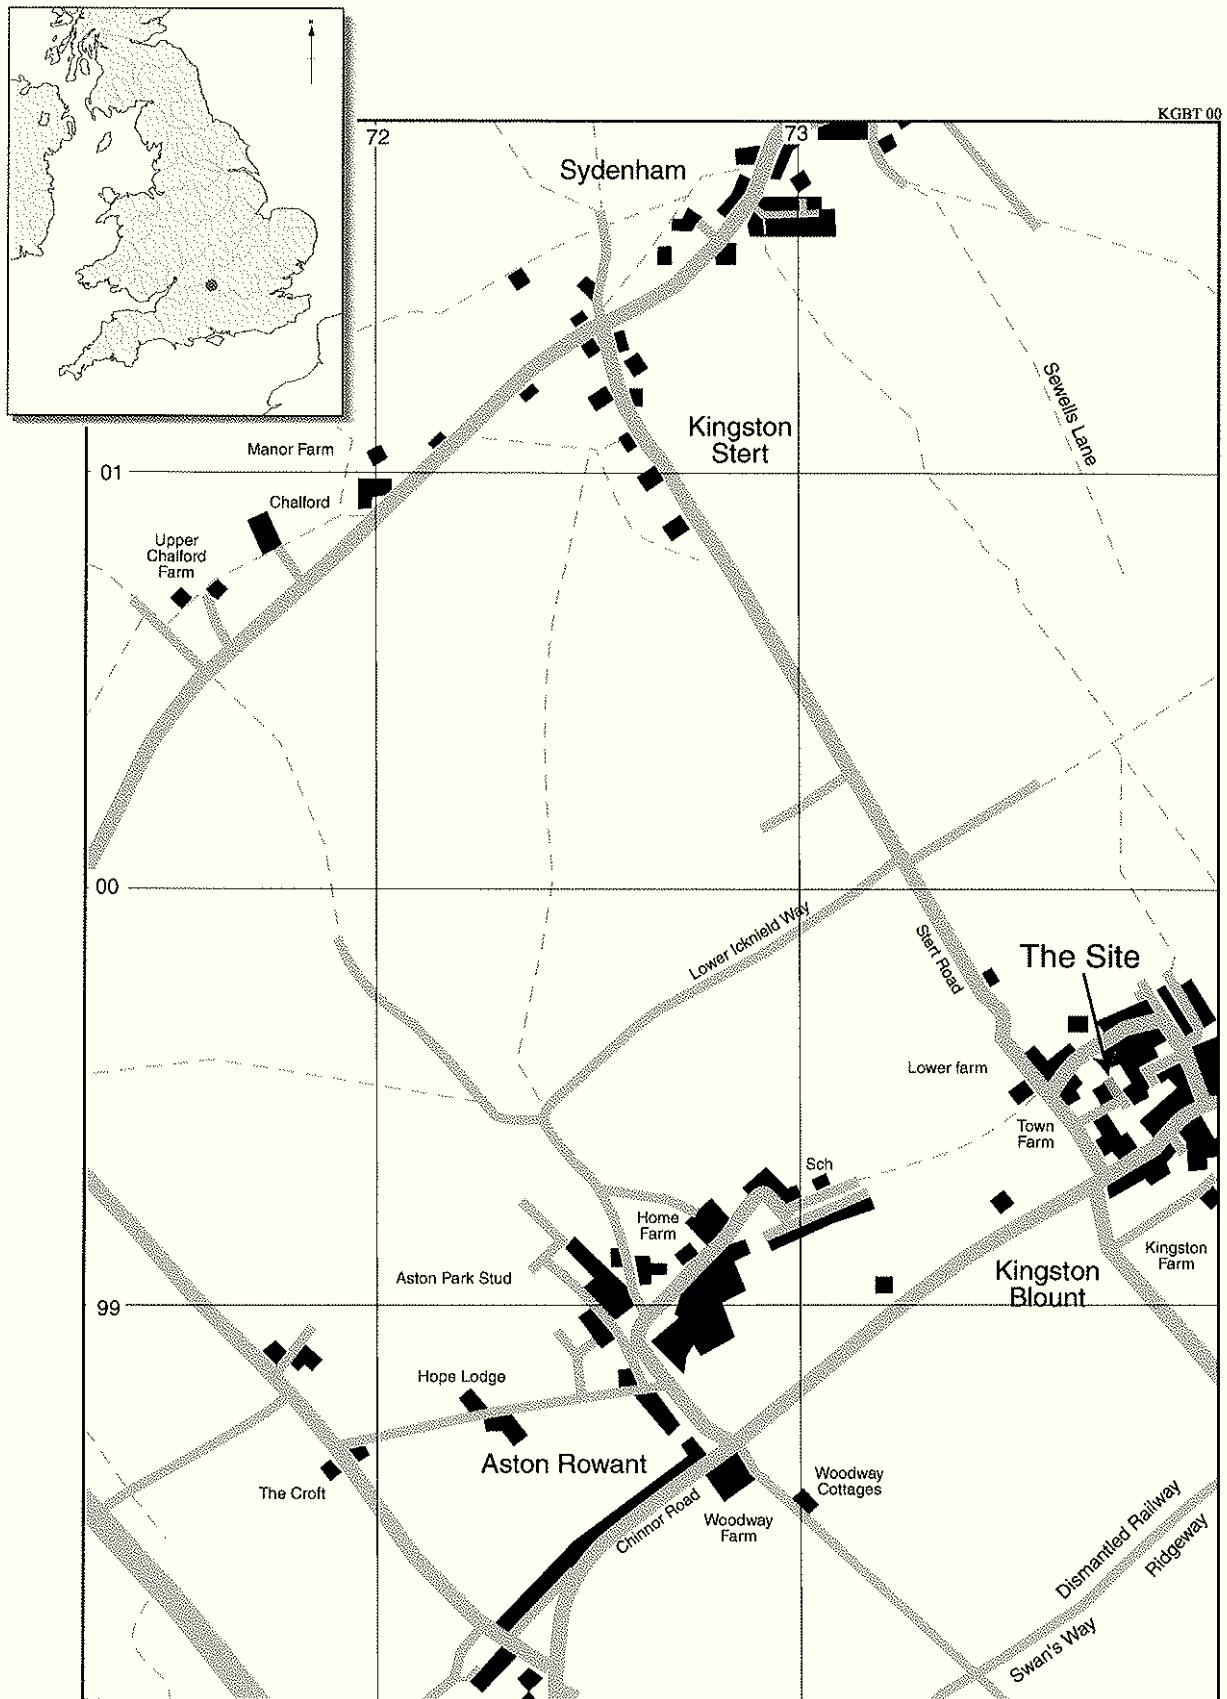 KGBT 00
72
73
Sydenham
Sewells Lane
Kingston
Stert
Manor Farm
01
Chalford
Upper
Chalford
Farm
00
Lower Icknield Way
Stert Road
The Site
Lower farm
Town
Farm
Sch
Home
Farm
Kingston
Farm
Aston Park Stud
Kingston
Blount
99
Hope Lodge
Aston Rowant
The Croft
Woodway
Cottages
Chinnor Road
Woodway
Farm
Dismantled Railway
Ridgeway
Swan's Way